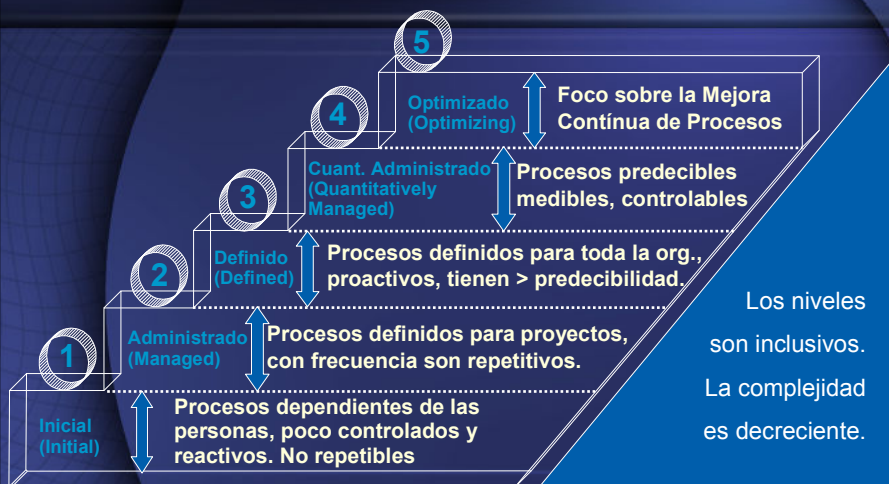 5
Optimizado
(Optimizing)
Foco sobre la Mejora
Contínua de Procesos
4
Cuant. Administrado
(Quantitatively
Managed)
Procesos predecibles
medibles, controlables
3
Definido
(Defined)
Procesos definidos para toda la org.,
proactivos, tienen > predecibilidad.
2
Administrado
(Managed)
Procesos definidos para proyectos,
con frecuencia son repetitivos.
1
Inicial
(Initial)
Procesos dependientes de las
personas, poco controlados y
reactivos. No repetibles
Los niveles
son inclusivos.
La complejidad
es decreciente.